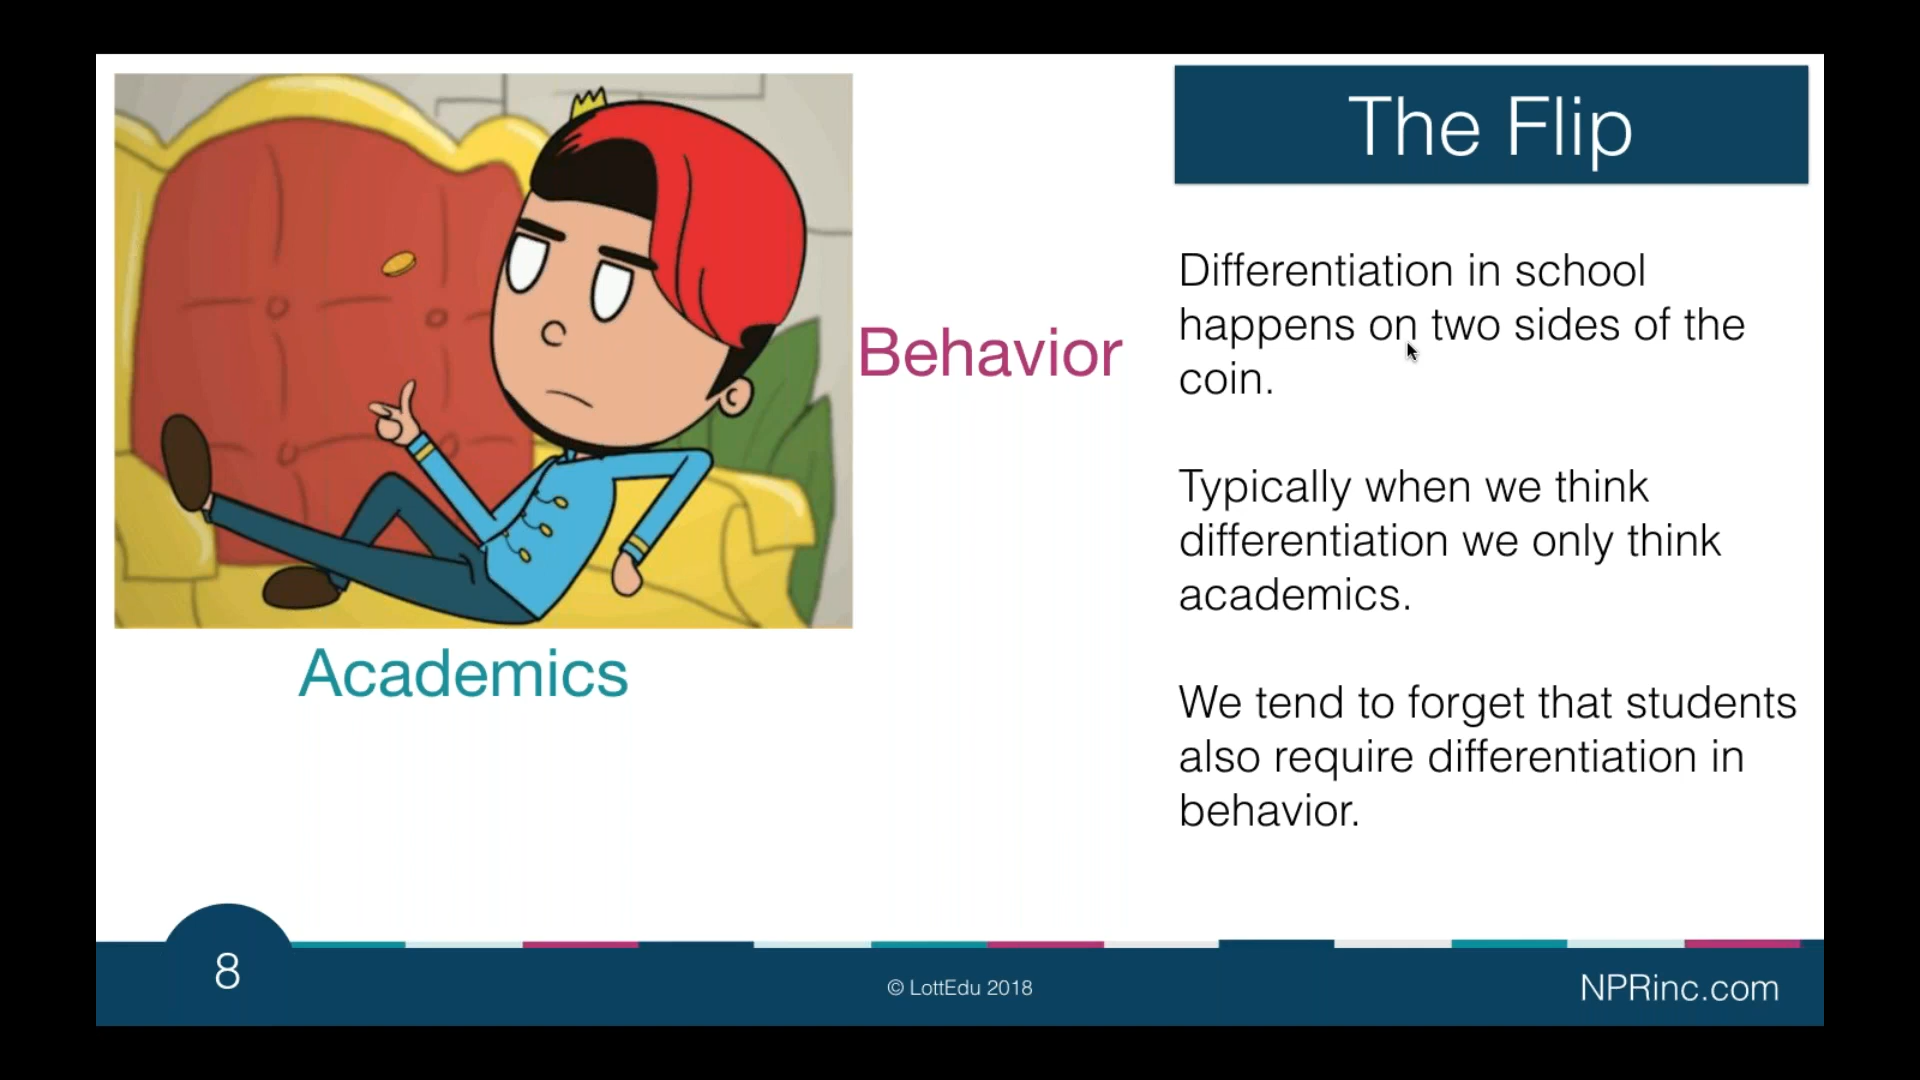 The Flip
Behavior
Academics
Differentiation in school
happens on two sides of the
coin.
Typically when we think
differentiation we only think
academics.
We tend to forget that students
also require differentiation in
behavior.
8
© LottEdu 2018
NPRinc.com